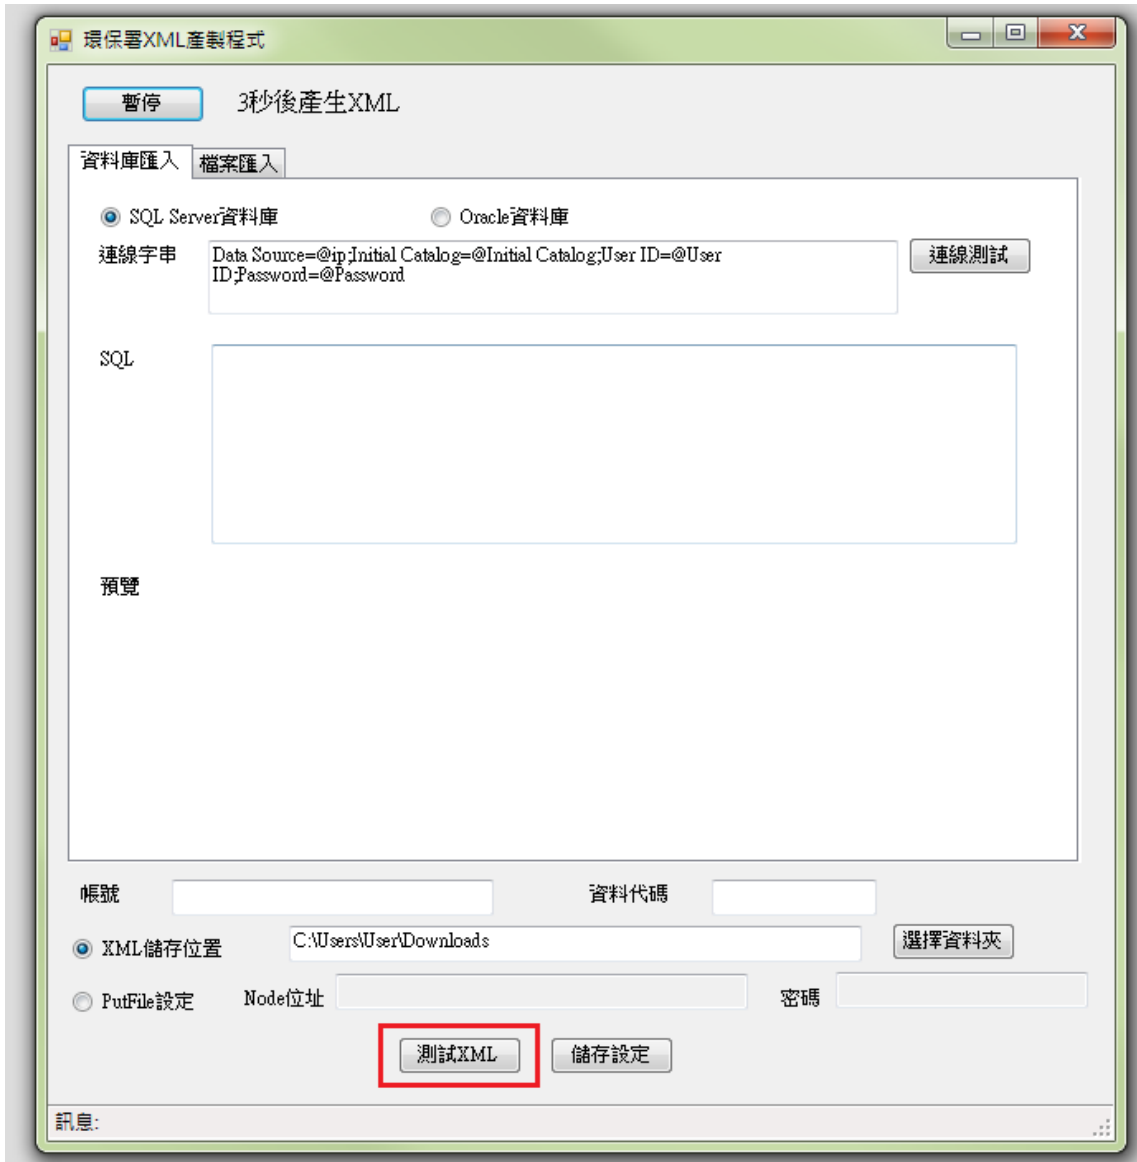 環保署XML產製程式
暫停 3秒後產生XML
資料庫匯入 檔案匯入
SQL Server資料庫 Oracle資料庫
連線字串 Data Source=@ip;Initial Catalog=@Initial Catalog;User ID=@User 連線測試
ID;Password=@Password
SQL
預覽
帳號 資料代碼
XML儲存位置 C:\Users\User\Downloads 選擇資料夾
PutFile設定 Node位址 密碼
測試XML 儲存設定
訊息: